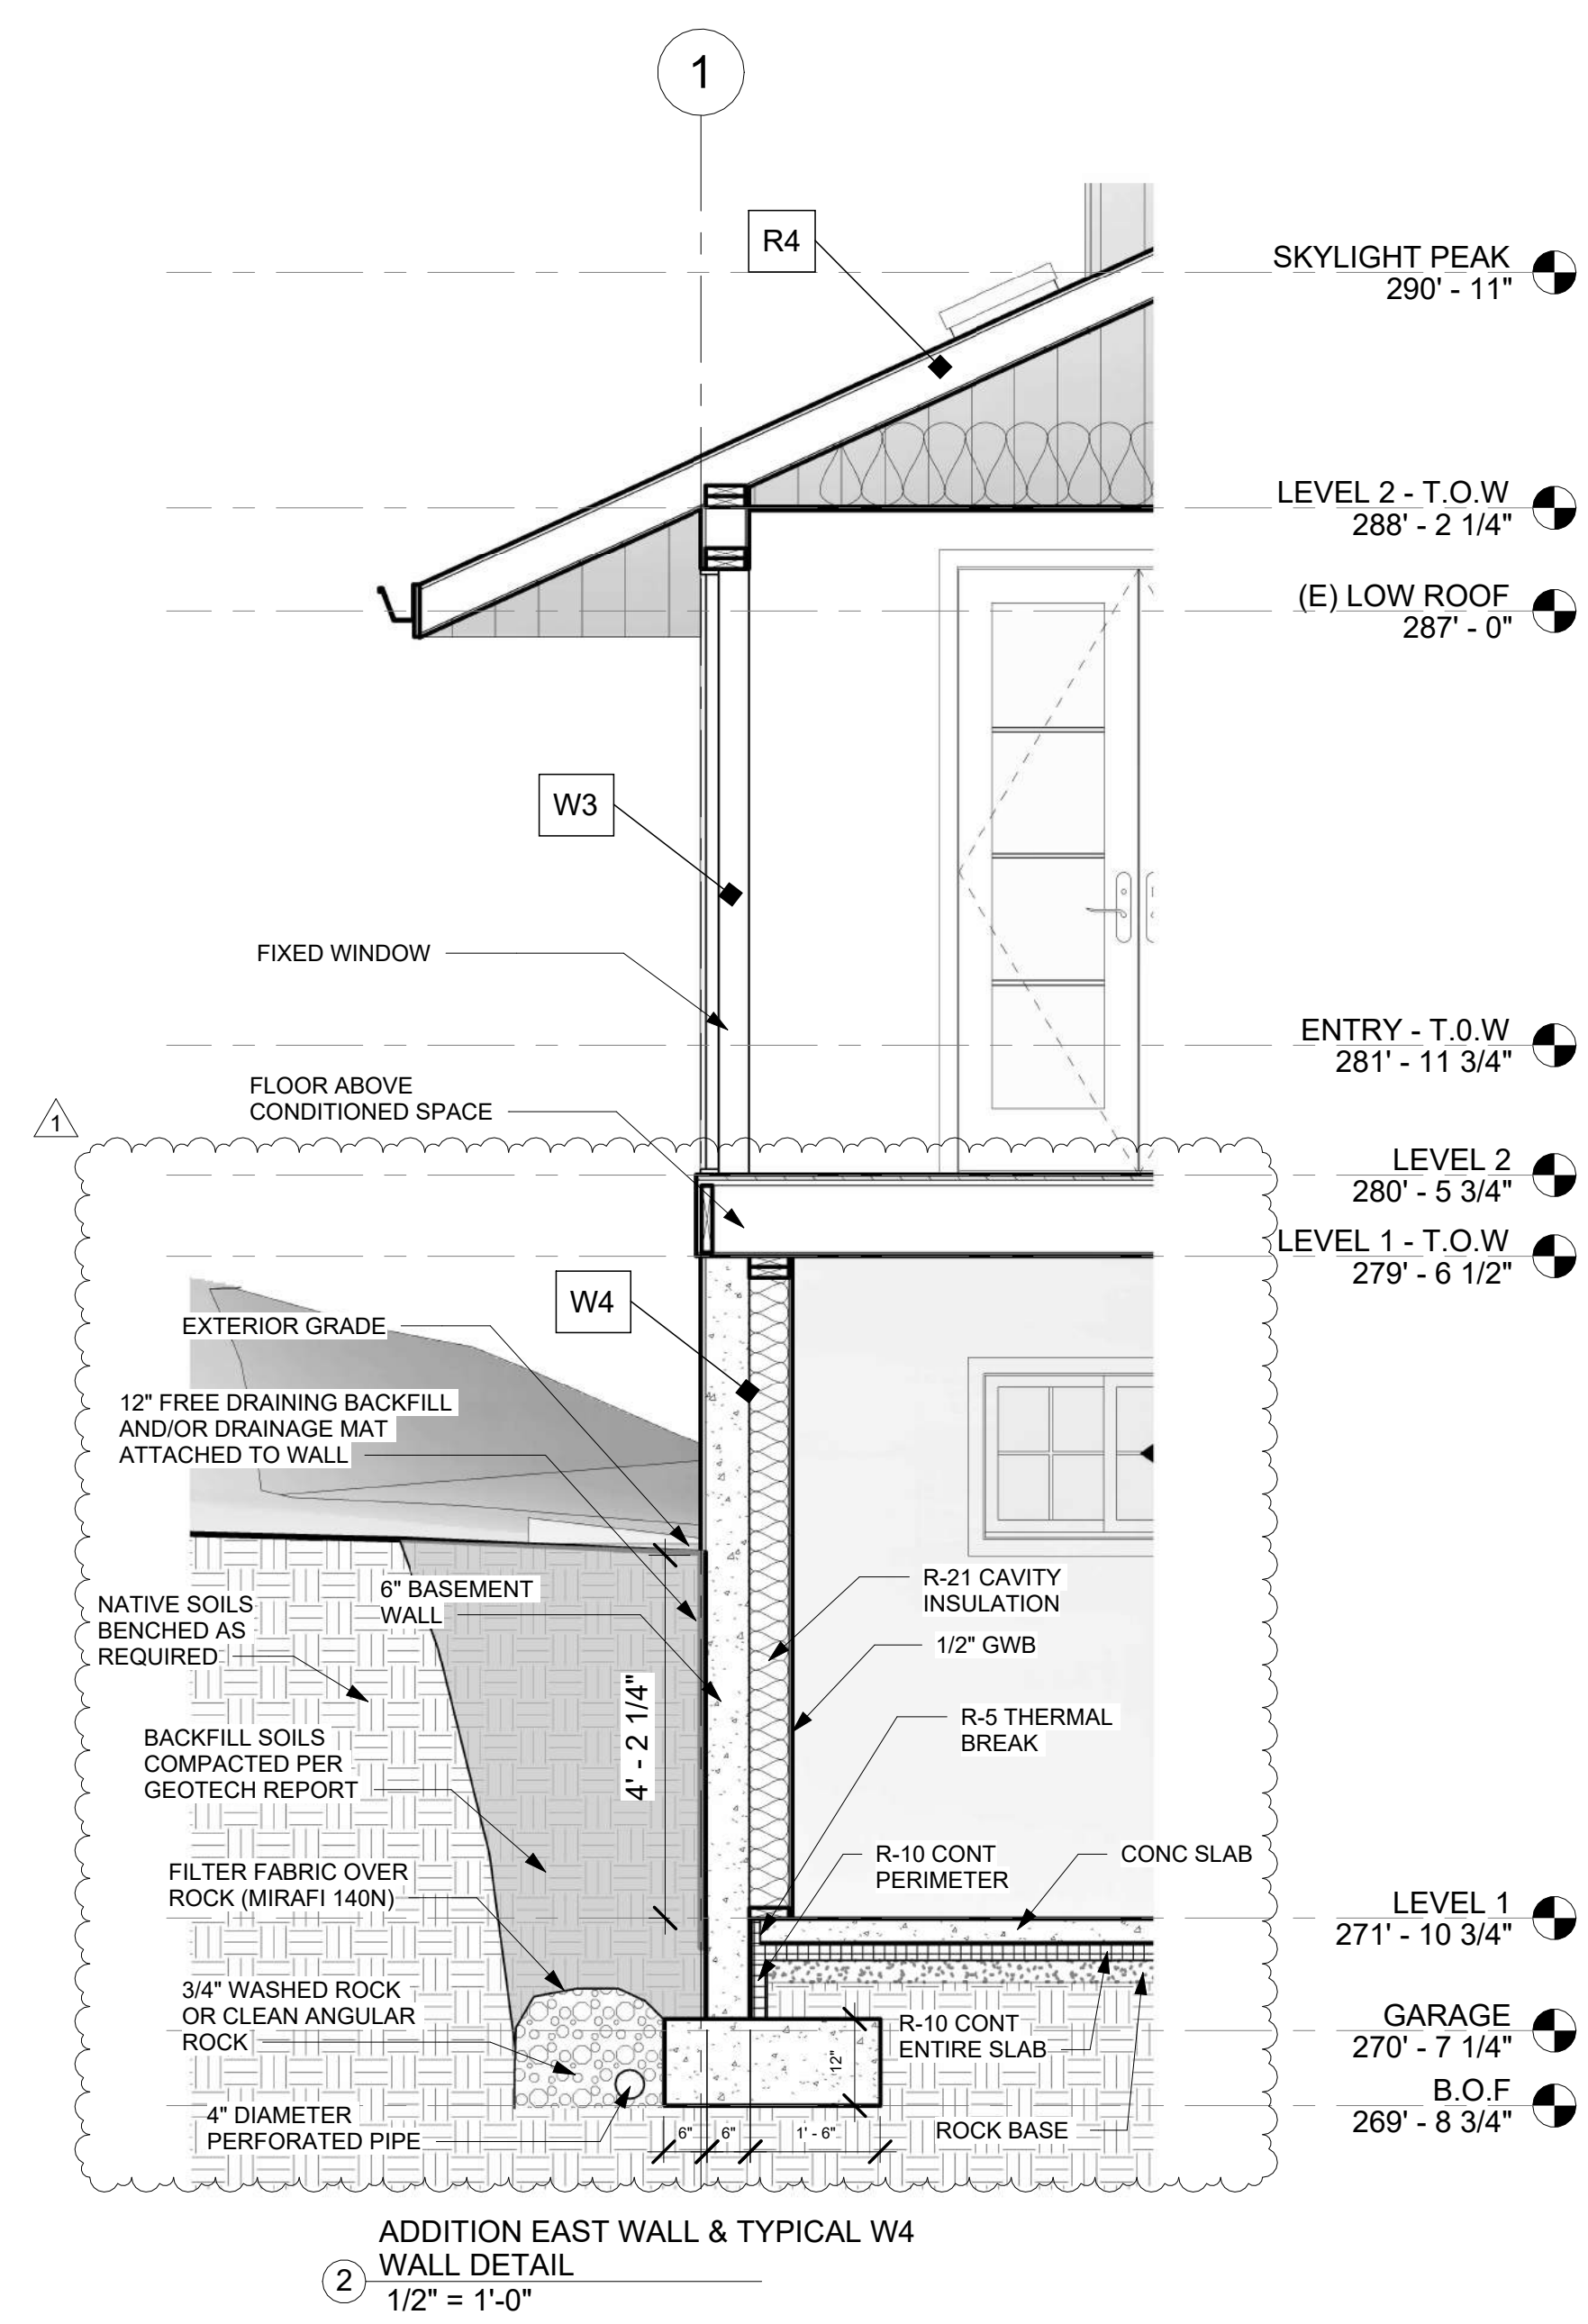 1
R4
SKYLIGHT PEAK
290' - 11"
LEVEL 2 - T.O.W
288' - 2 1/4"
(E) LOW ROOF
287' - 0"
W3
FIXED WINDOW
ENTRY - T.0.W
281' - 11 3/4"
FLOOR ABOVE
CONDITIONED SPACE
1
LEVEL 2
280' - 5 3/4"
LEVEL 1 - T.O.W
279' - 6 1/2"
W4
EXTERIOR GRADE
12" FREE DRAINING BACKFILL
AND/OR DRAINAGE MAT
ATTACHED TO WALL
6" BASEMENT
WALL
NATIVE SOILS
BENCHED AS
REQUIRED
R-21 CAVITY
INSULATION
1/2" GWB
4' - 2 1/4"
R-5 THERMAL
BREAK
BACKFILL SOILS
COMPACTED PER
GEOTECH REPORT
R-10 CONT
PERIMETER
CONC SLAB
FILTER FABRIC OVER
ROCK (MIRAFI 140N)
LEVEL 1
271' - 10 3/4"
3/4" WASHED ROCK
OR CLEAN ANGULAR
ROCK
R-10 CONT
ENTIRE SLAB
GARAGE
270' - 7 1/4"
12"
B.O.F
269' - 8 3/4"
4" DIAMETER
PERFORATED PIPE
6"
6"
1' - 6"
ROCK BASE
ADDITION EAST WALL & TYPICAL W4
WALL DETAIL
2
1/2" = 1'-0"